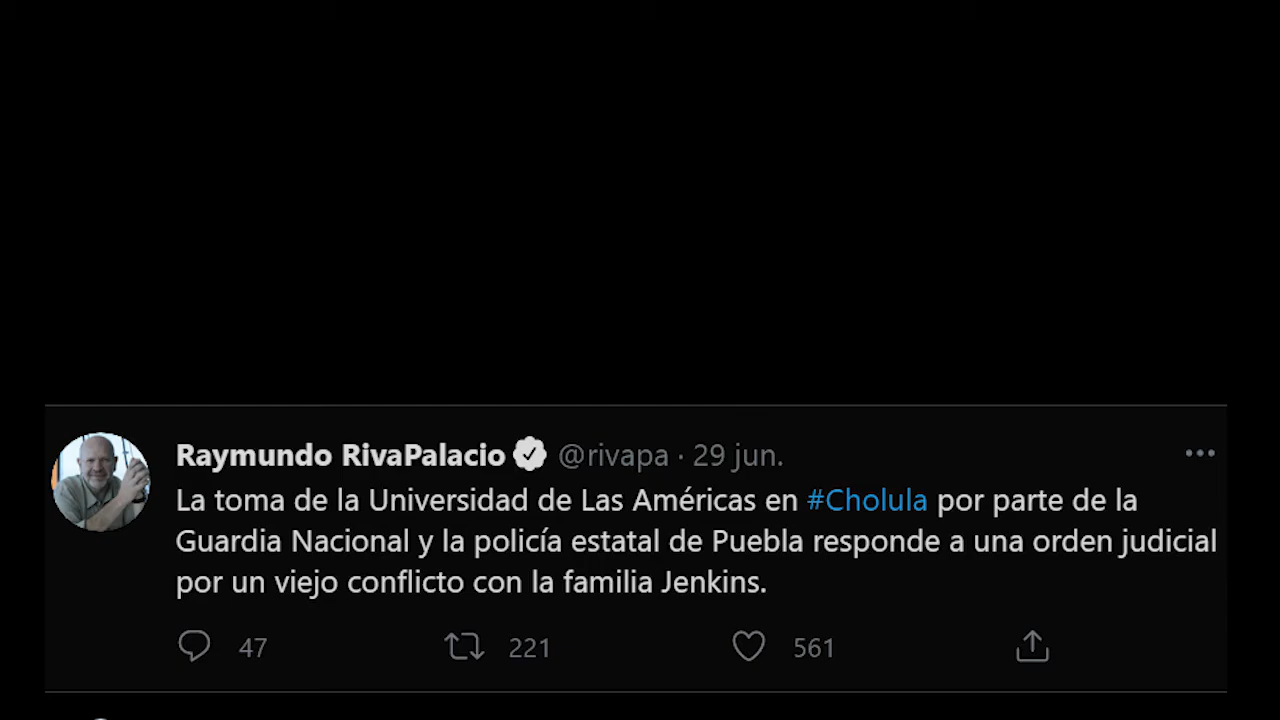 Raymundo RivaPalacio @rivapa · 29 jun.
La toma de la Universidad de Las Américas en #Cholula por parte de la
Guardia Nacional y la policía estatal de Puebla responde a una orden judicial
por un viejo conflicto con la familia Jenkins.
47 221 561